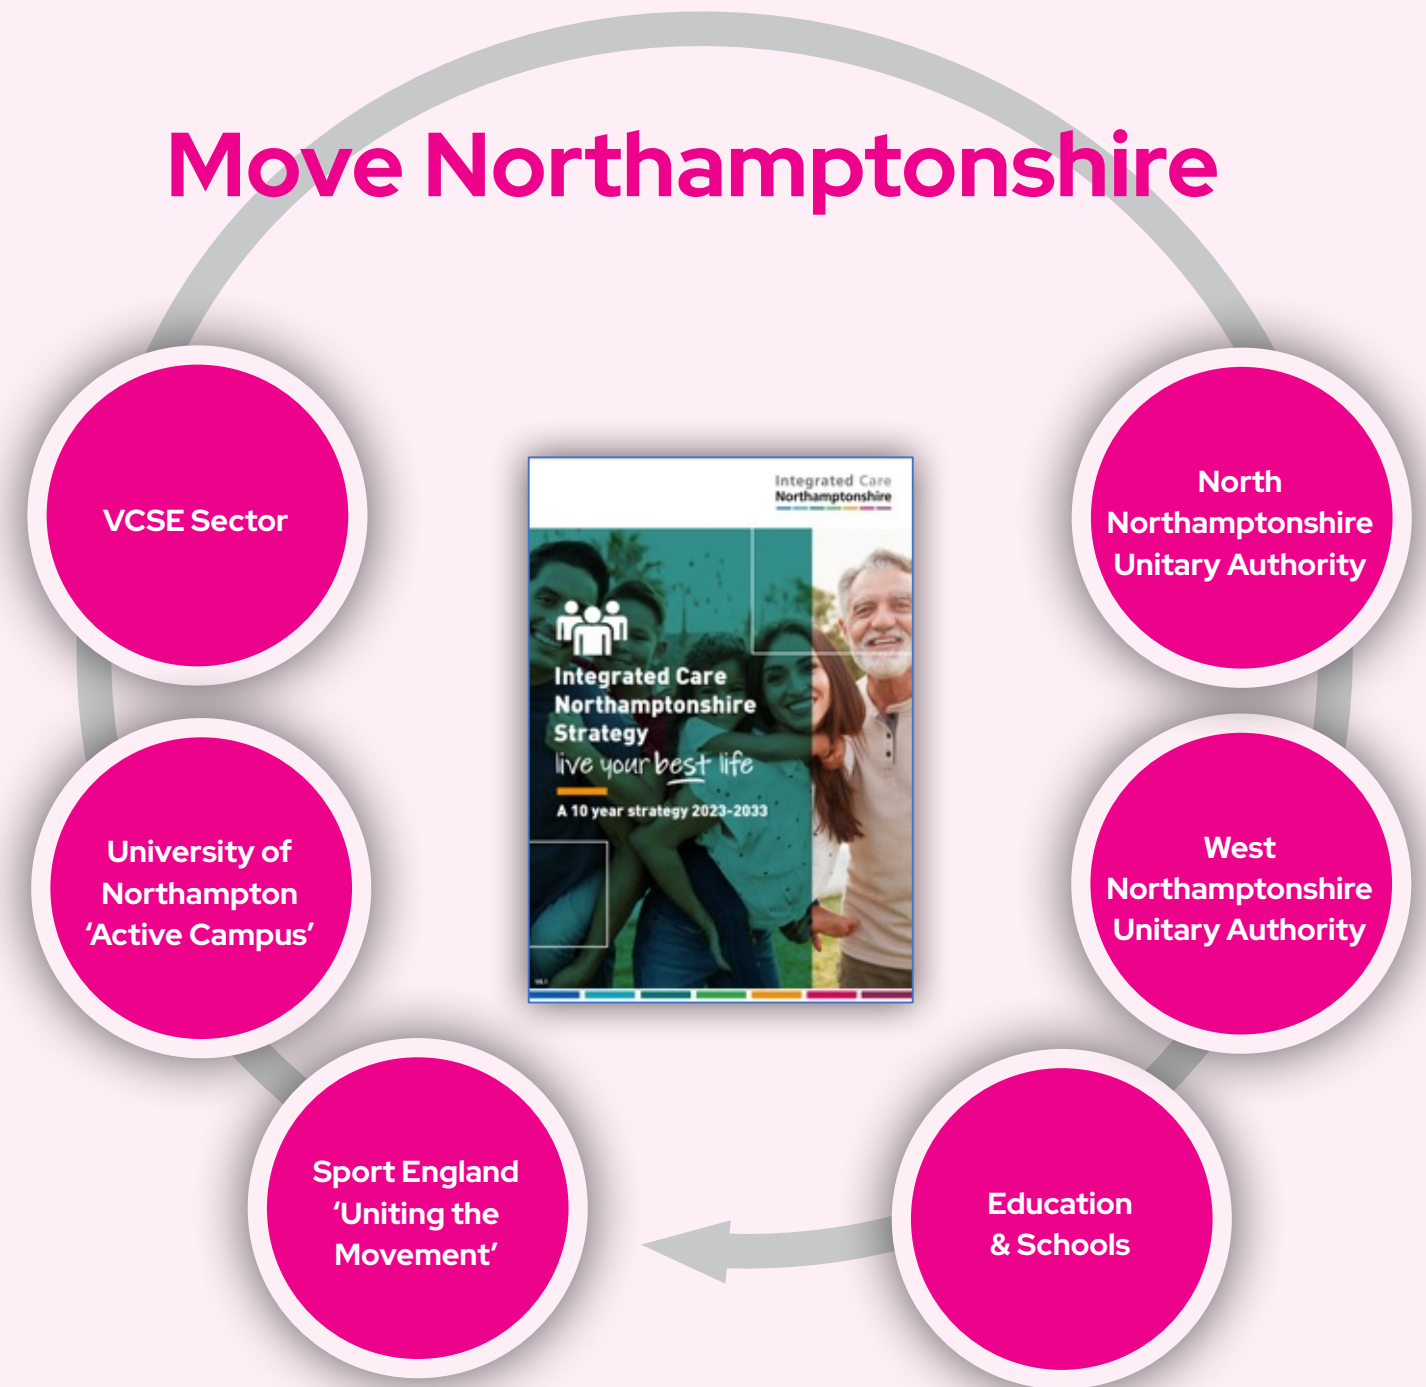 Move Northamptonshire
VCSE Sector
North
Northamptonshire
Unitary Authority
Integrated Care
Northamptonshire
Integrated Care
Northamptonshire
Strategy
live your best life
A 10 year strategy 2023-2033
University of
Northampton
‘Active Campus’
West
Northamptonshire
Unitary Authority
Sport England
‘Uniting the
Movement’
Education
& Schools